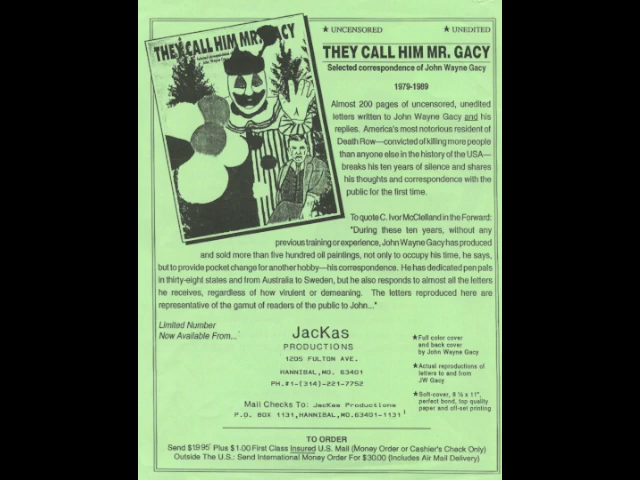 THEY CALL HIM MR. GACY
★ UNCENSORED ★ UNEDITED
THEY CALL HIM MR. GACY
Selected correspondence of John Wayne Gacy
1979-1989
Almost 200 pages of uncensored, unedited
letters written to John Wayne Gacy and his
replies. America's most notorious resident of
Death Row—convicted of killing more people
than anyone else in the history of the USA—
breaks his ten years of silence and shares
his thoughts and correspondence with the
public for the first time.
To quote C. Ivor McClelland in the Forward:
"During these ten years, without any
previous training or experience, John Wayne Gacy has produced
and sold more than five hundred oil paintings, not only to occupy his time, he says,
but to provide pocket change for another hobby—his correspondence. He has dedicated pen pals
in thirty-eight states and from Australia to Sweden, but he also responds to almost all the letters
he receives, regardless of how virulent or demeaning. The letters reproduced here are
representative of the gamut of readers of the public to John..."
Limited Number
Now Available From...
JacKas
PRODUCTIONS
1205 FULTON AVE.
HANNIBAL,MO. 63401
PH.#1-(314)-221-7752
Mail Checks To: JacKas Productions
P.O. BOX 1131,HANNIBAL,MO.63401-1131
★Full color cover
and back cover
by John Wayne Gacy
★Actual reproductions of
letters to and from
JW Gacy
★Soft-cover, 8 ½ x 11",
perfect bond, top quality
paper and off-set printing
TO ORDER
Send $19.95 Plus $1.00 First Class Insured U.S. Mail (Money Order or Cashier's Check Only)
Outside The U.S.: Send International Money Order For $30.00 (Includes Air Mail Delivery)